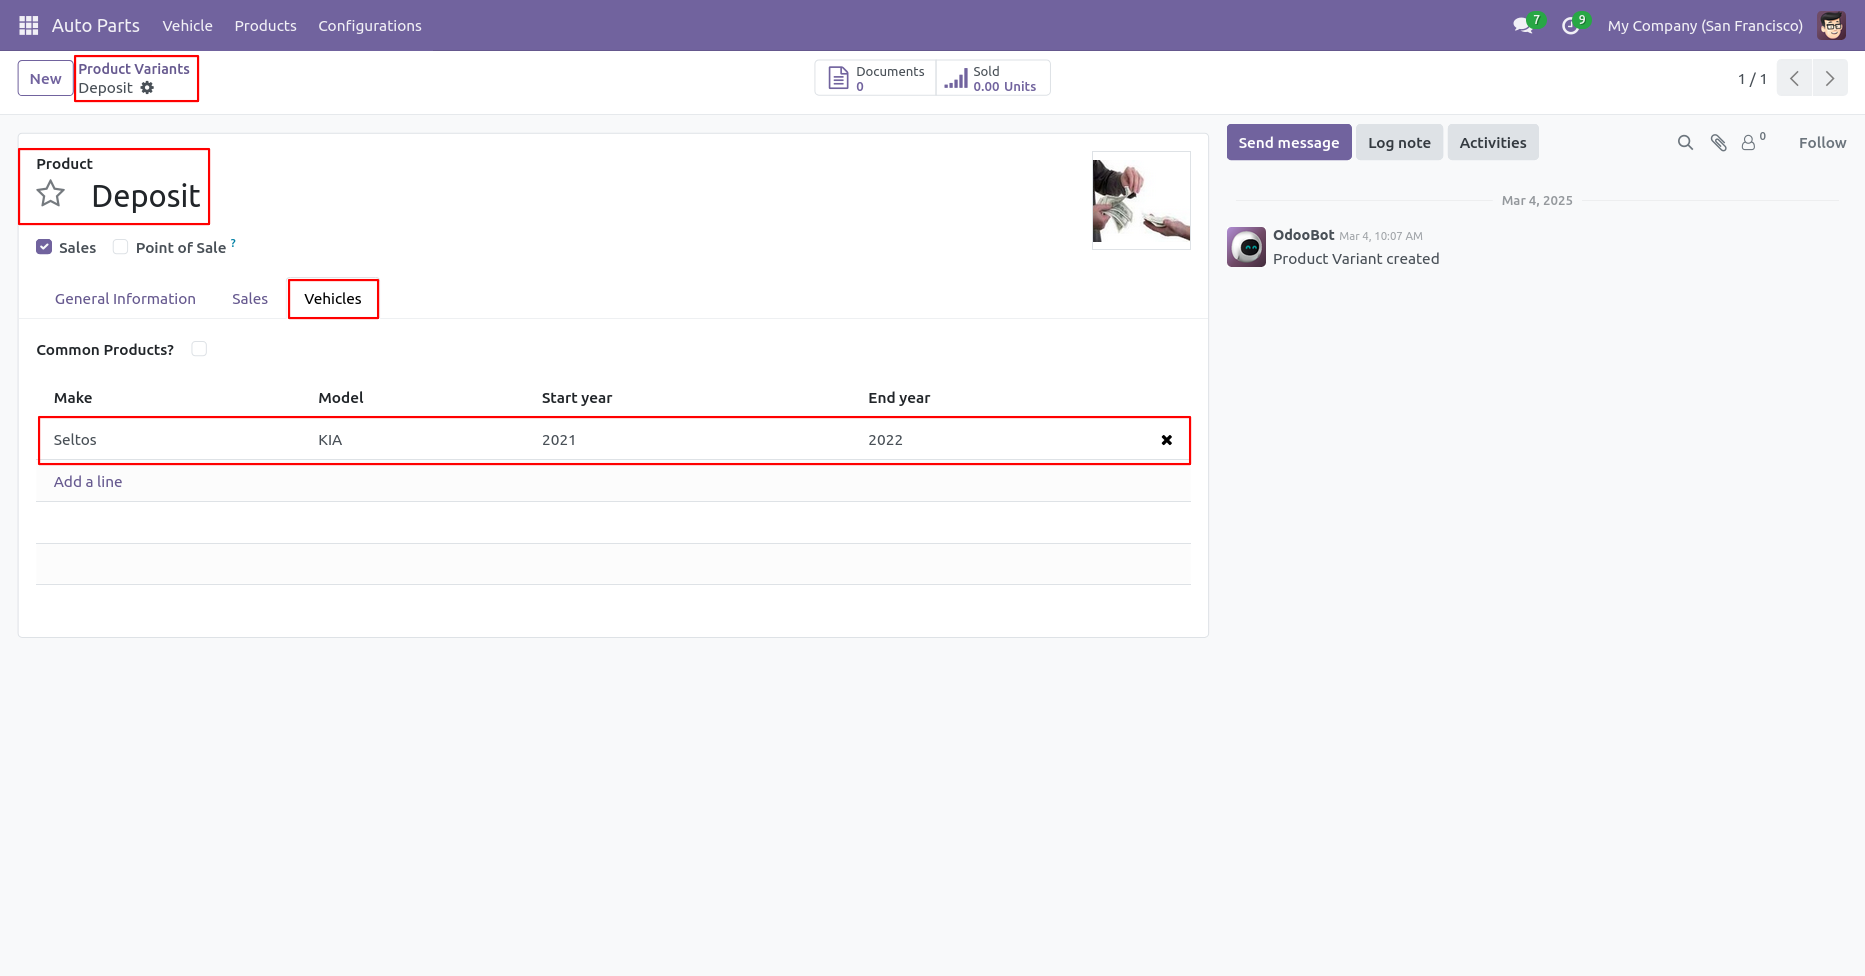 Auto Parts Vehicle Products Configurations 7 9 My Company (San Francisco)
New Product Variants Documents Sold 1 / 1
Deposit 0 0.00 Units
Product
Deposit
Sales Point of Sale ?
General Information Sales Vehicles
Common Products?
Make Model Start year End year
Seltos KIA 2021 2022
Add a line
Send message Log note Activities 0 Follow
Mar 4, 2025
OdooBot Mar 4, 10:07 AM
Product Variant created